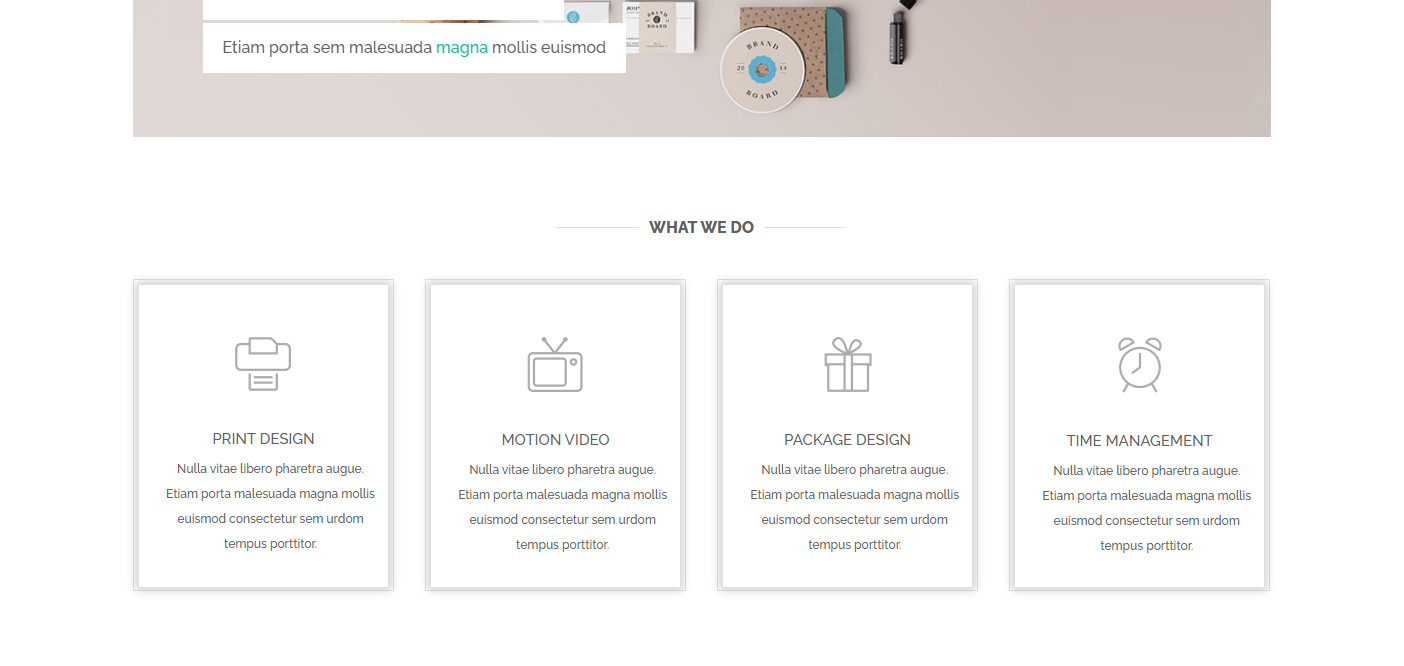 Etiam porta sem malesuada magna mollis euismod
BRAND
BOARD
BRAND
20 14
BOARD
WHAT WE DO
PRINT DESIGN
Nulla vitae libero pharetra augue.
Etiam porta malesuada magna mollis
euismod consectetur sem urdom
tempus porttitor.
MOTION VIDEO
Nulla vitae libero pharetra augue.
Etiam porta malesuada magna mollis
euismod consectetur sem urdom
tempus porttitor.
PACKAGE DESIGN
Nulla vitae libero pharetra augue.
Etiam porta malesuada magna mollis
euismod consectetur sem urdom
tempus porttitor.
TIME MANAGEMENT
Nulla vitae libero pharetra augue.
Etiam porta malesuada magna mollis
euismod consectetur sem urdom
tempus porttitor.